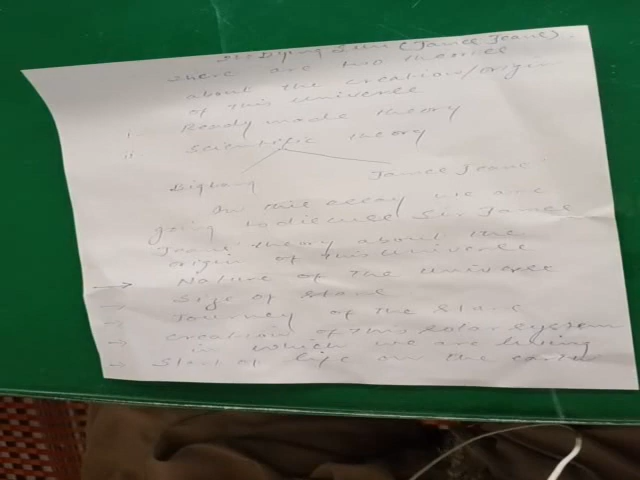 Dying Sun (James Jeans).
There are two theories
about the creation/origin
of this universe
i. Ready made theory
ii. Scientific theory
Bigbang James Jeans'
In this essay we are
going to discuss Sir James
Jeans' theory about the
origin of this universe
→ Nature of the universe
→ Size of stars
→ Journey of the stars
→ creation of this solar system
in which we are living
→ Start of life on the earth